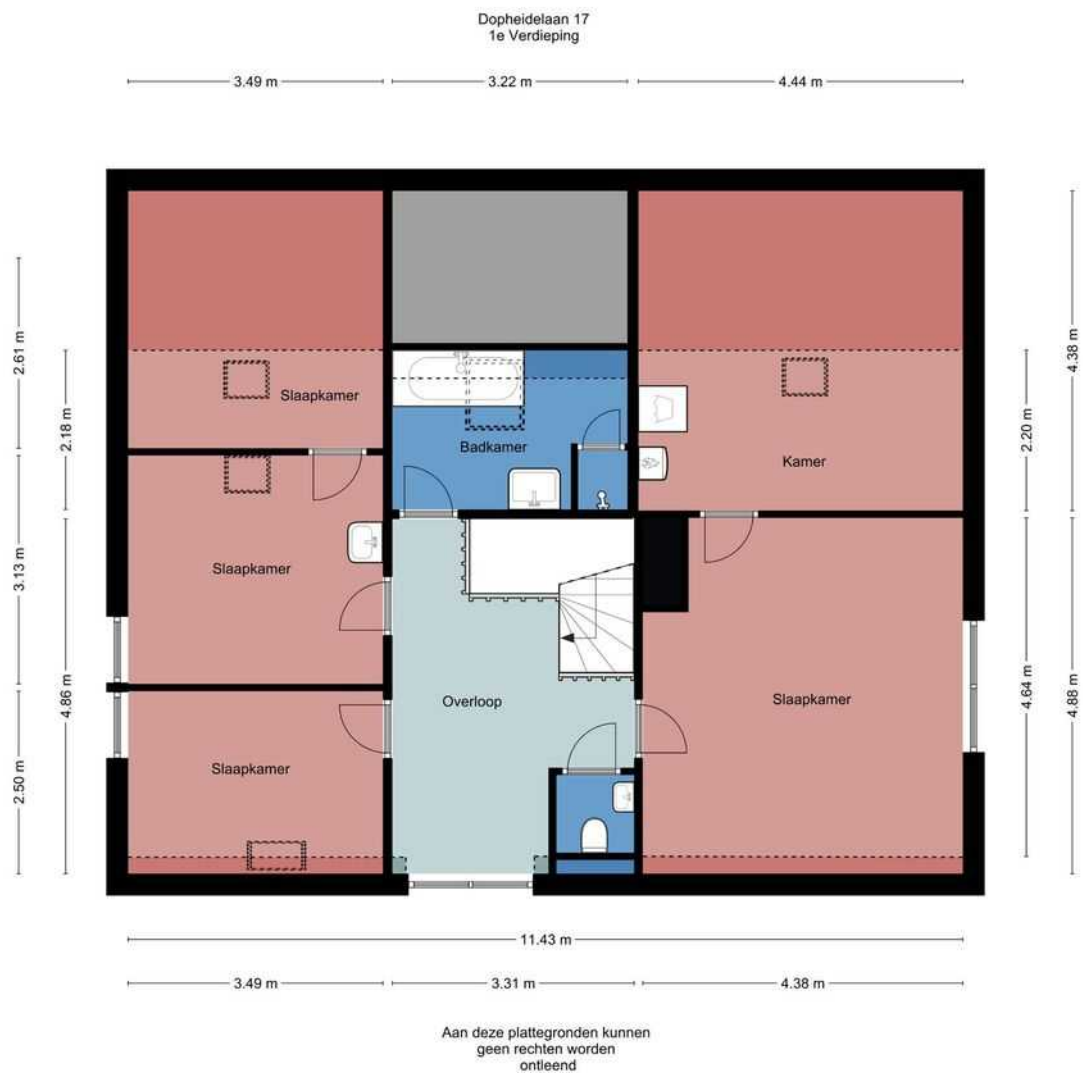 Dopheidelaan 17
1e Verdieping
3.49 m
3.22 m
4.44 m
2.61 m
2.18 m
4.38 m
2.20 m
Slaapkamer
Badkamer
Kamer
3.13 m
4.86 m
2.50 m
Slaapkamer
Overloop
Slaapkamer
Slaapkamer
4.64 m
4.88 m
11.43 m
3.49 m
3.31 m
4.38 m
Aan deze plattegronden kunnen
geen rechten worden
ontleend